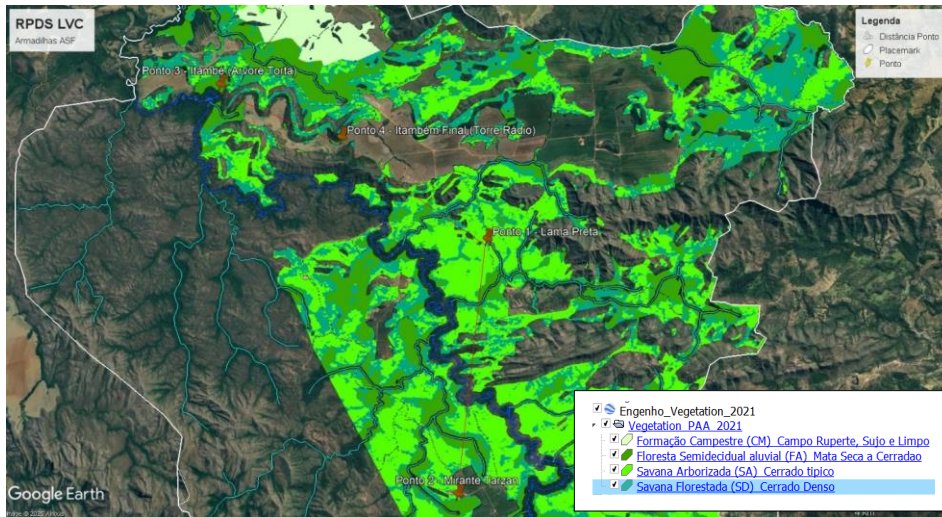 RPDS LVC
Armadilhas ASF
Legenda
Distância Ponto
Placemark
Ponto
Ponto 3 - Itambé (Árvore Torta)
Ponto 4 - Itambém Final (Torre Rádio)
Ponto 1 - Lama Preta
Ponto 2 - Mirante Tarzan
Engenho_Vegetation_2021
Vegetation_PAA_2021
Formação Campestre (CM) Campo Ruperte, Sujo e Limpo
Floresta Semidecidual aluvial (FA) Mata Seca a Cerradao
Savana Arborizada (SA) Cerrado tipico
Savana Florestada (SD) Cerrado Denso
Google Earth